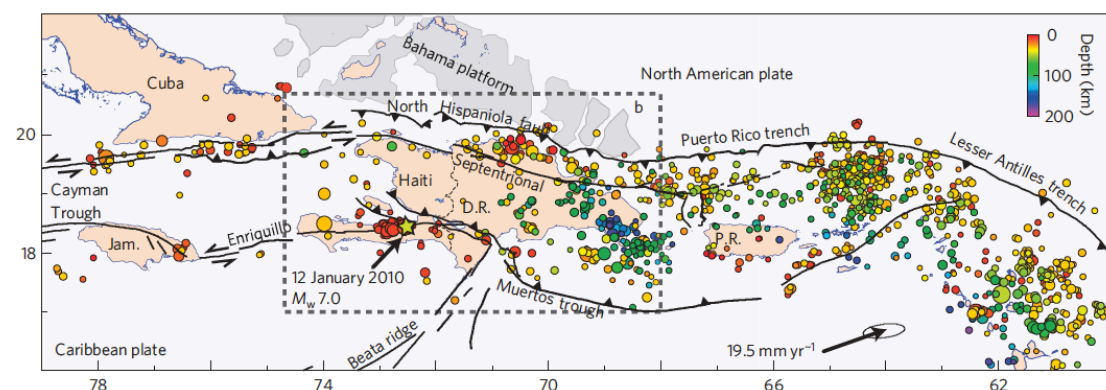 Cuba
Bahama platform
North American plate
0
100
200
Depth (km)
b
North Hispaniola fault
20
Puerto Rico trench
Lesser Antilles trench
Septentrional
Haiti
Cayman
Trough
D.R.
Enriquillo
Jam.
P.R.
18
12 January 2010
Mw 7.0
Muertos trough
Beata ridge
19.5 mm yr⁻¹
Caribbean plate
78
74
70
66
62